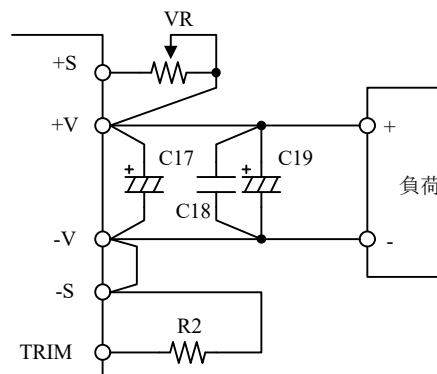 VR
+S
+V
+
C17
+
C19
+
C18
負荷
-V
-
-S
R2
TRIM